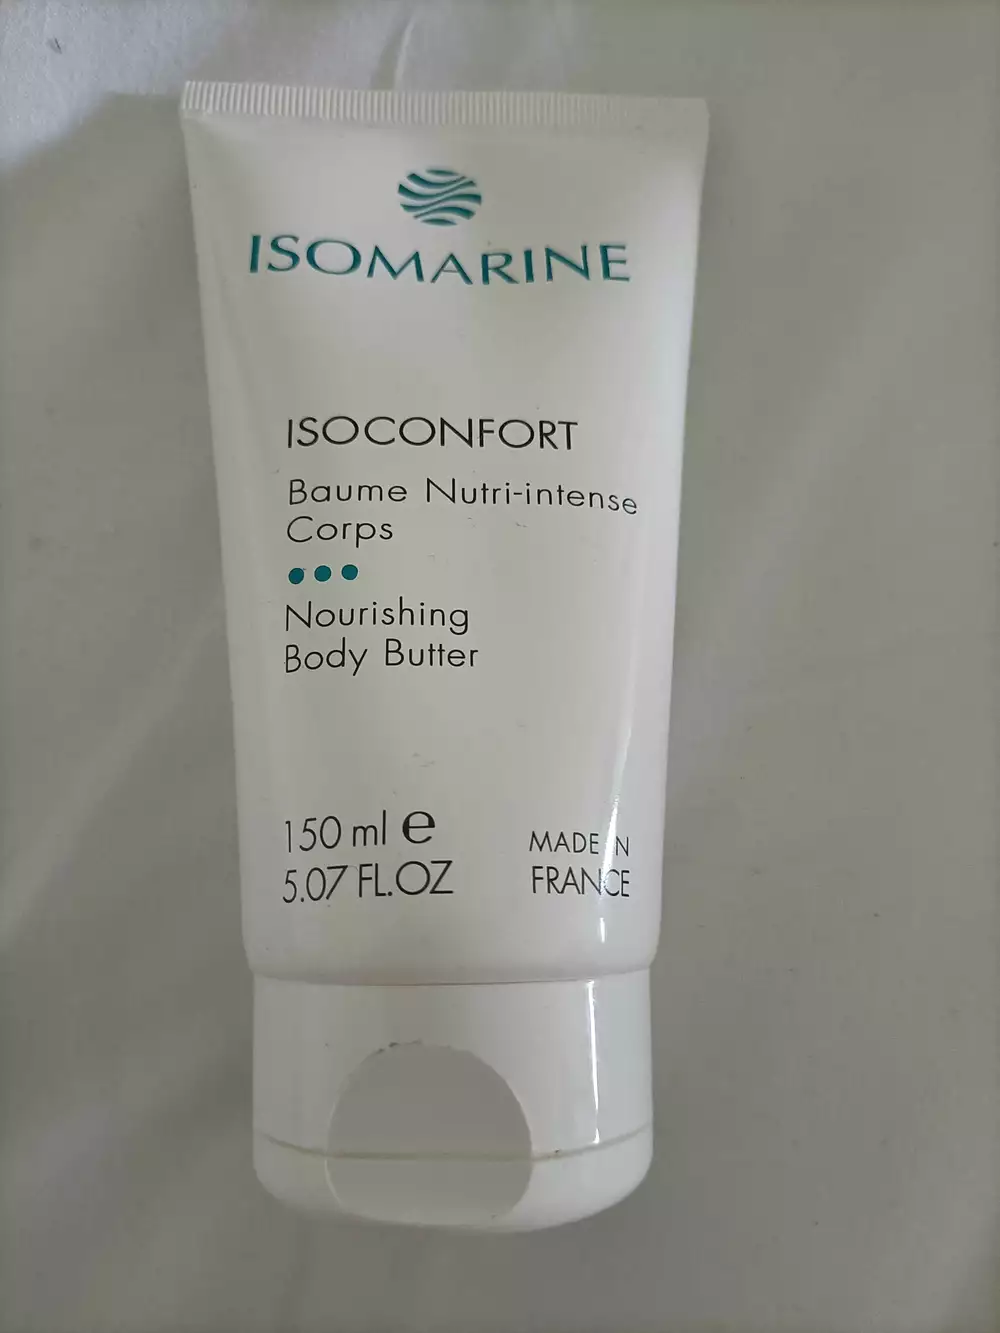 ISOMARINE
ISOCONFORT
Baume Nutri-intense
Corps
Nourishing
Body Butter
150 ml e
5.07 FL.OZ
MADE IN
FRANCE